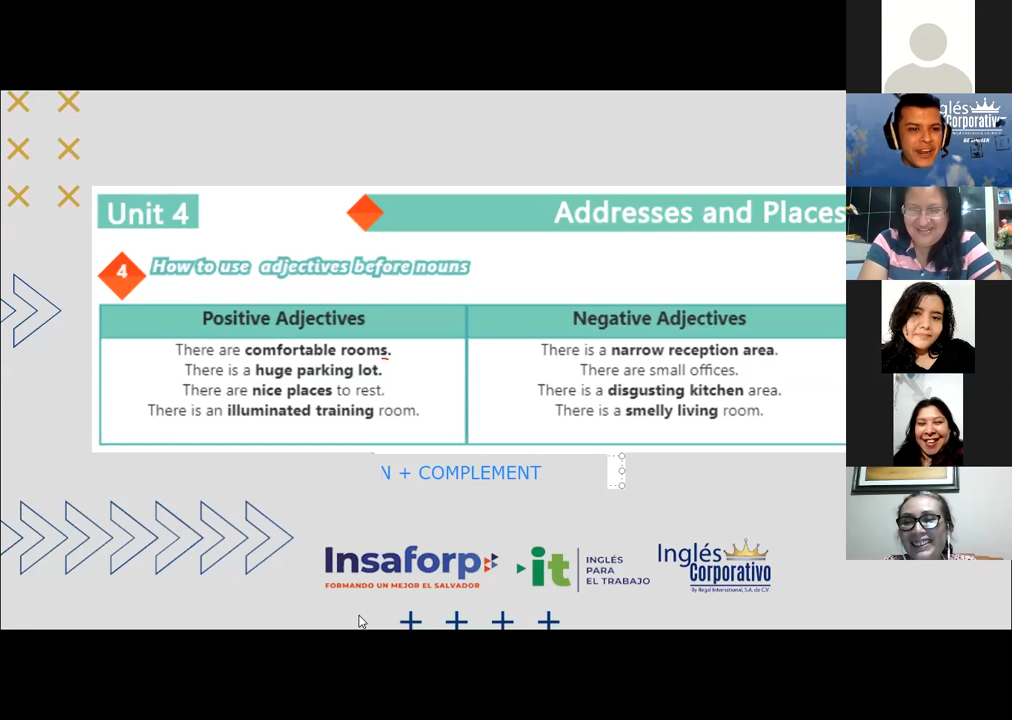 Unit 4
Addresses and Places
4
How to use adjectives before nouns
Positive Adjectives
There are comfortable rooms.
There is a huge parking lot.
There are nice places to rest.
There is an illuminated training room.
Negative Adjectives
There is a narrow reception area.
There are small offices.
There is a disgusting kitchen area.
There is a smelly living room.
N + COMPLEMENT
Insaforp
FORMANDO UN MEJOR EL SALVADOR
it
INGLÉS
PARA
EL TRABAJO
Inglés
Corporativo
By Regal International, S.A. de C.V.
glés
Corporativ